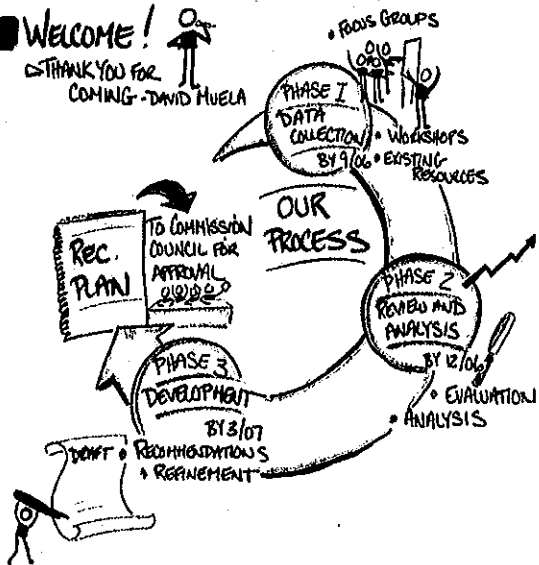 WELCOME!
THANK YOU FOR
COMING - DAVID MUELA
• FOCUS GROUPS
PHASE I
DATA
COLLECTION
BY 9/06
• WORKSHOPS
• EXISTING
RESOURCES
OUR
PROCESS
PHASE 2
REVIEW AND
ANALYSIS
BY 12/06
• EVALUATION
• ANALYSIS
PHASE 3
DEVELOPMENT
BY 3/07
DRAFT • RECOMMENDATIONS
• REFINEMENT
REC.
PLAN
TO COMMISSION
COUNCIL FOR
APPROVAL